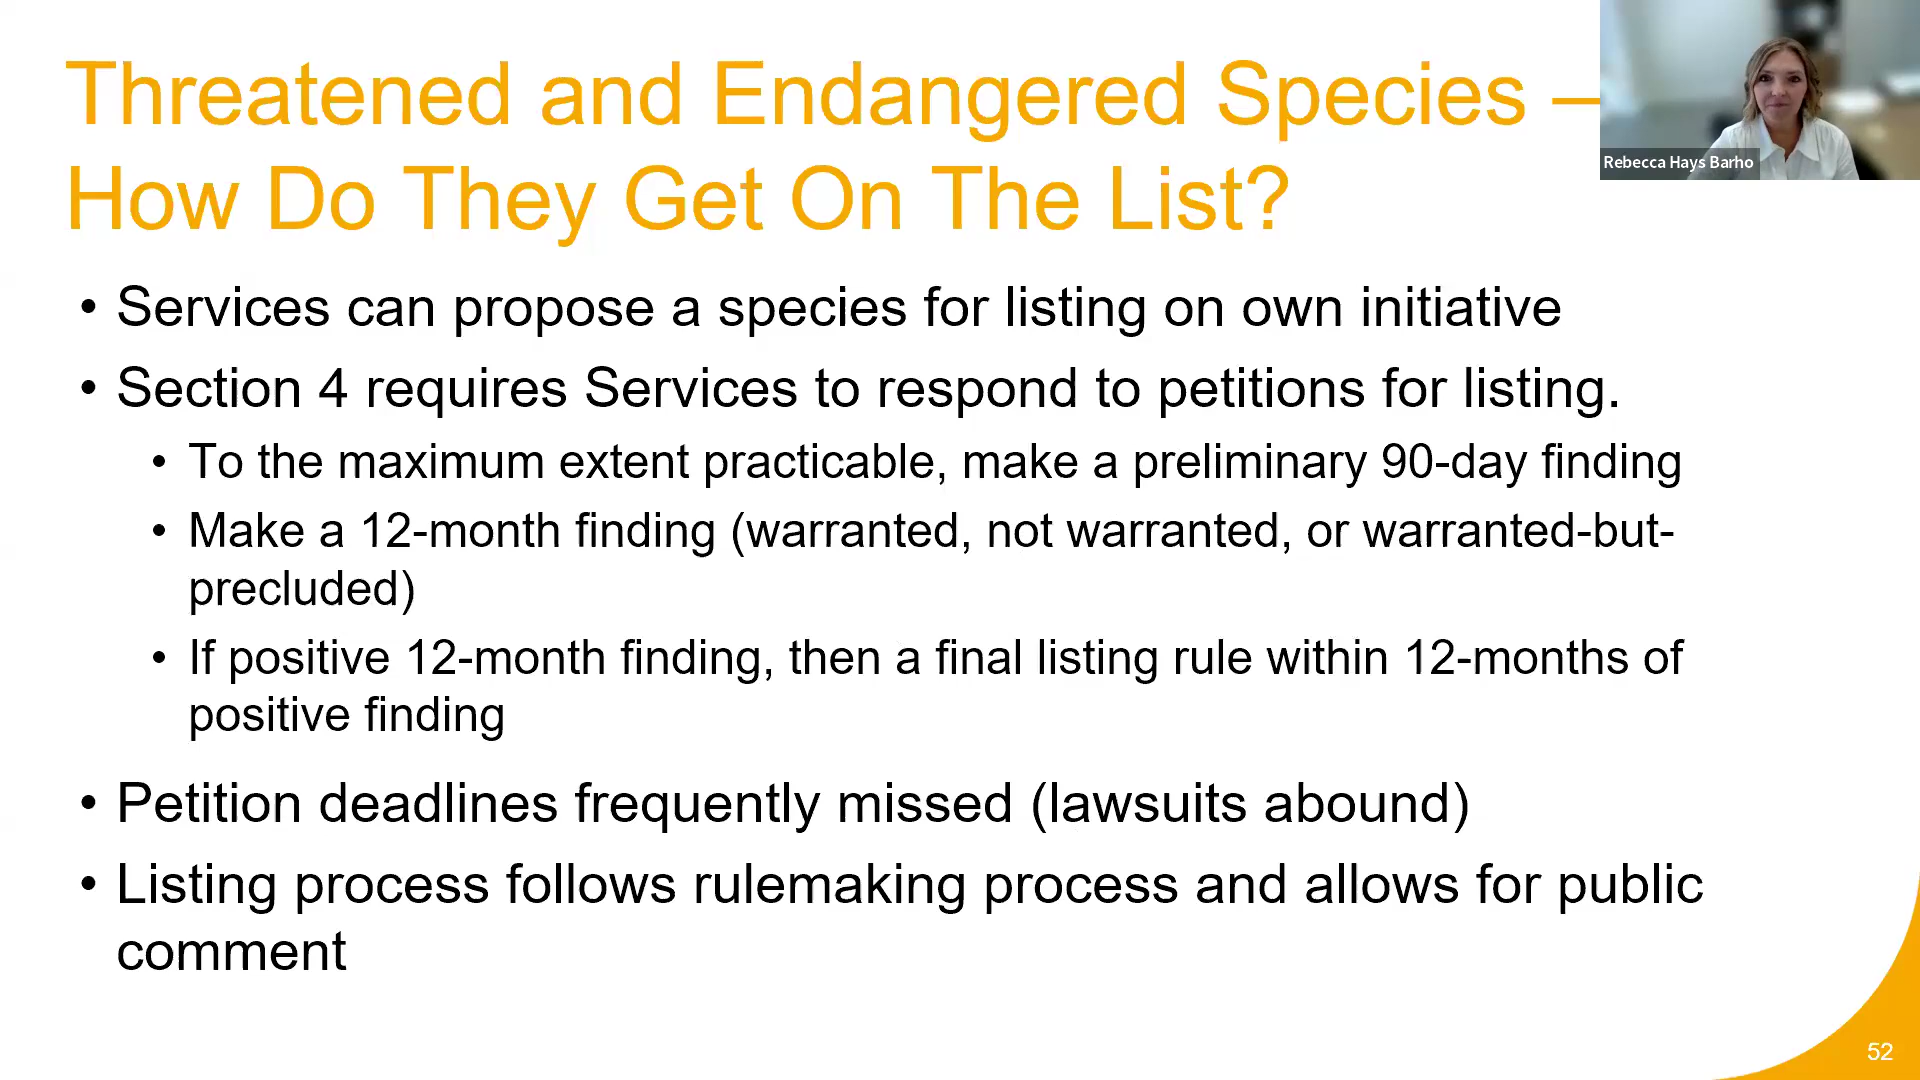 Threatened and Endangered Species –
How Do They Get On The List?
Rebecca Hays Barho
• Services can propose a species for listing on own initiative
• Section 4 requires Services to respond to petitions for listing.
• To the maximum extent practicable, make a preliminary 90-day finding
• Make a 12-month finding (warranted, not warranted, or warranted-but-
precluded)
• If positive 12-month finding, then a final listing rule within 12-months of
positive finding
• Petition deadlines frequently missed (lawsuits abound)
• Listing process follows rulemaking process and allows for public
comment
52